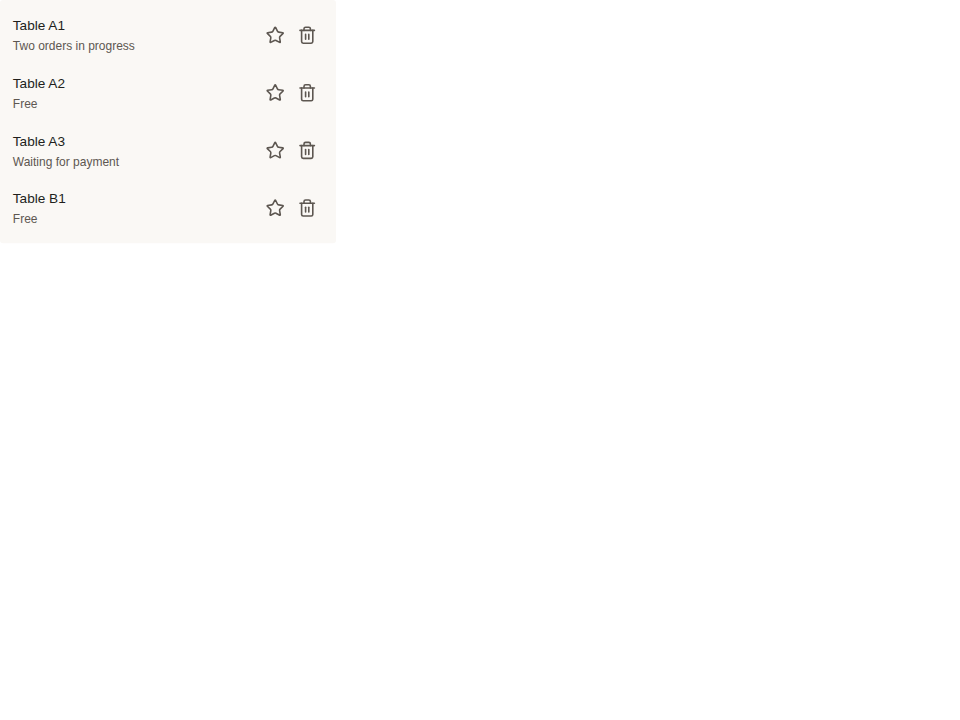 Table A1
Two orders in progress
Table A2
Free
Table A3
Waiting for payment
Table B1
Free